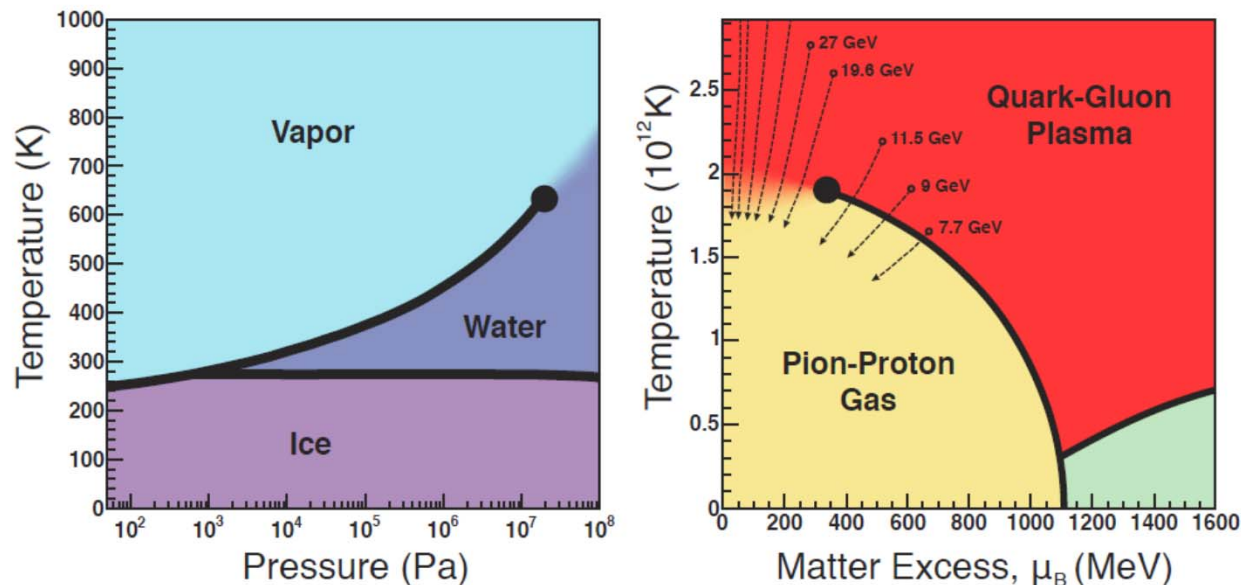 1000
900
800
700
600
500
400
300
200
100
0
Temperature (K)
Vapor
Water
Ice
10²
10³
10⁴
10⁵
10⁶
10⁷
10⁸
Pressure (Pa)
2.5
2
1.5
1
0.5
0
Temperature (10¹²K)
27 GeV
19.6 GeV
11.5 GeV
9 GeV
7.7 GeV
Quark-Gluon
Plasma
Pion-Proton
Gas
0 200 400 600 800 1000 1200 1400 1600
Matter Excess, μB (MeV)